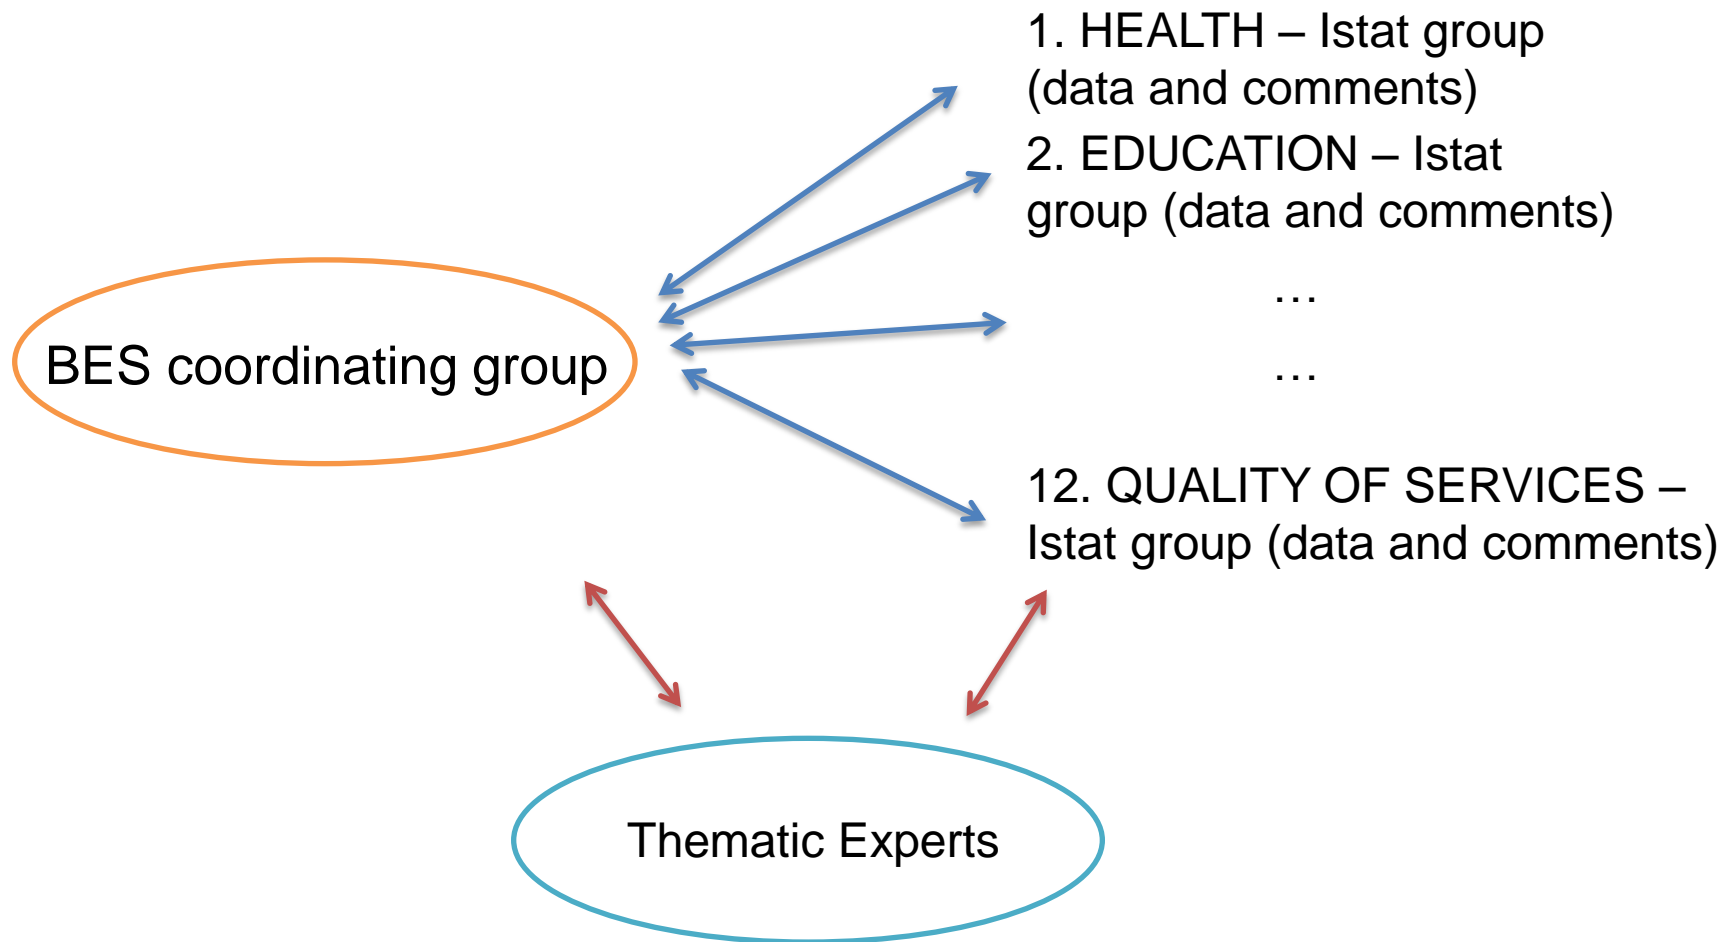 1. HEALTH – Istat group
(data and comments)
2. EDUCATION – Istat
group (data and comments)
…
BES coordinating group
…
12. QUALITY OF SERVICES –
Istat group (data and comments)
Thematic Experts